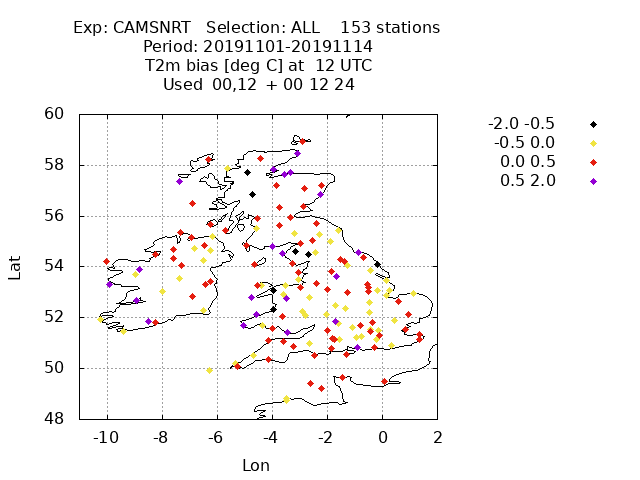 Exp: CAMSNRT   Selection: ALL    153 stations
Period: 20191101-20191114
T2m bias [deg C] at  12 UTC
Used  00,12  + 00 12 24
-2.0 -0.5
-0.5 0.0
0.0 0.5
0.5 2.0
60
58
56
54
52
50
48
Lat
-10 -8 -6 -4 -2 0 2
Lon